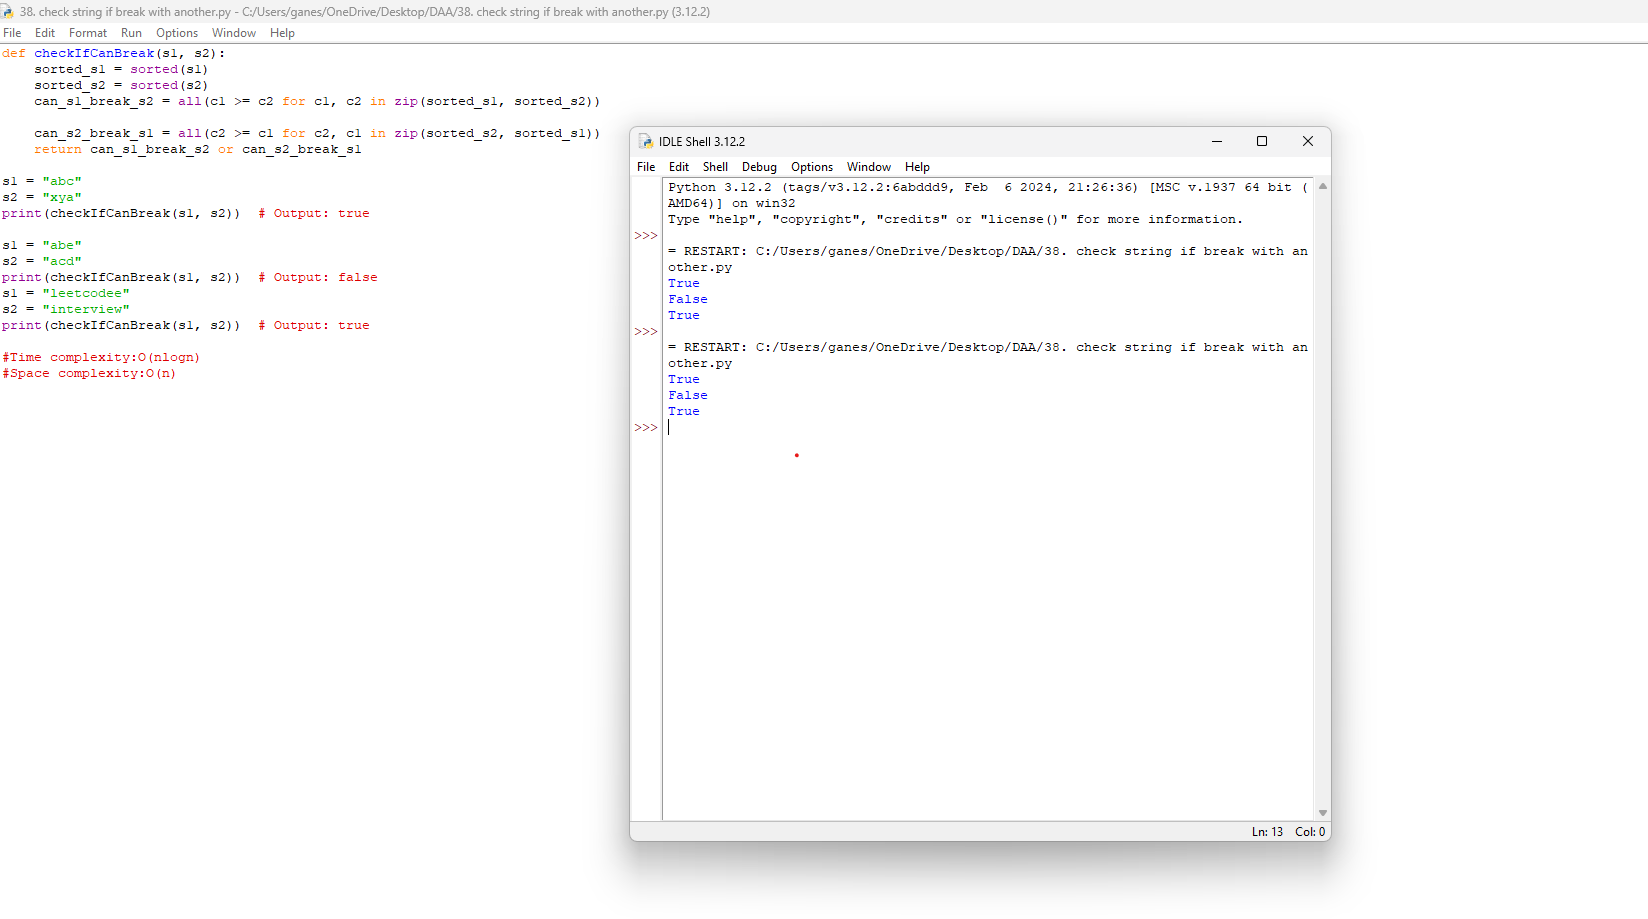 38. check string if break with another.py - C:/Users/ganes/OneDrive/Desktop/DAA/38. check string if break with another.py (3.12.2)
File Edit Format Run Options Window Help
def checkIfCanBreak(s1, s2):
    sorted_s1 = sorted(s1)
    sorted_s2 = sorted(s2)
    can_s1_break_s2 = all(c1 >= c2 for c1, c2 in zip(sorted_s1, sorted_s2))
    can_s2_break_s1 = all(c2 >= c1 for c2, c1 in zip(sorted_s2, sorted_s1))
    return can_s1_break_s2 or can_s2_break_s1
s1 = "abc"
s2 = "xya"
print(checkIfCanBreak(s1, s2))  # Output: true
s1 = "abe"
s2 = "acd"
print(checkIfCanBreak(s1, s2))  # Output: false
s1 = "leetcodee"
s2 = "interview"
print(checkIfCanBreak(s1, s2))  # Output: true
#Time complexity:O(nlogn)
#Space complexity:O(n)
IDLE Shell 3.12.2
File Edit Shell Debug Options Window Help
Python 3.12.2 (tags/v3.12.2:6abddd9, Feb  6 2024, 21:26:36) [MSC v.1937 64 bit (
AMD64)] on win32
Type "help", "copyright", "credits" or "license()" for more information.
>>>
= RESTART: C:/Users/ganes/OneDrive/Desktop/DAA/38. check string if break with an
other.py
True
False
True
>>>
= RESTART: C:/Users/ganes/OneDrive/Desktop/DAA/38. check string if break with an
other.py
True
False
True
>>>
Ln: 13 Col: 0